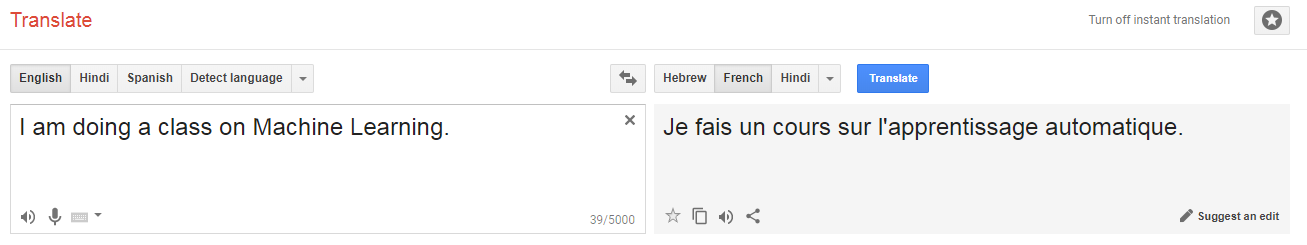 Translate
Turn off instant translation
English Hindi Spanish Detect language
Hebrew French Hindi Translate
I am doing a class on Machine Learning.
Je fais un cours sur l'apprentissage automatique.
39/5000
Suggest an edit